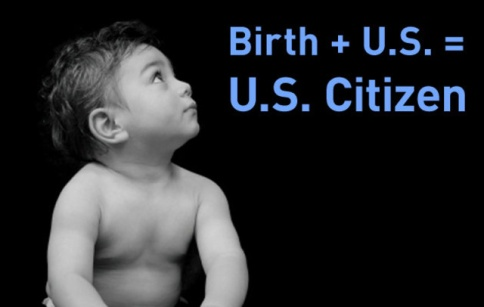 Birth + U.S. =
U.S. Citizen